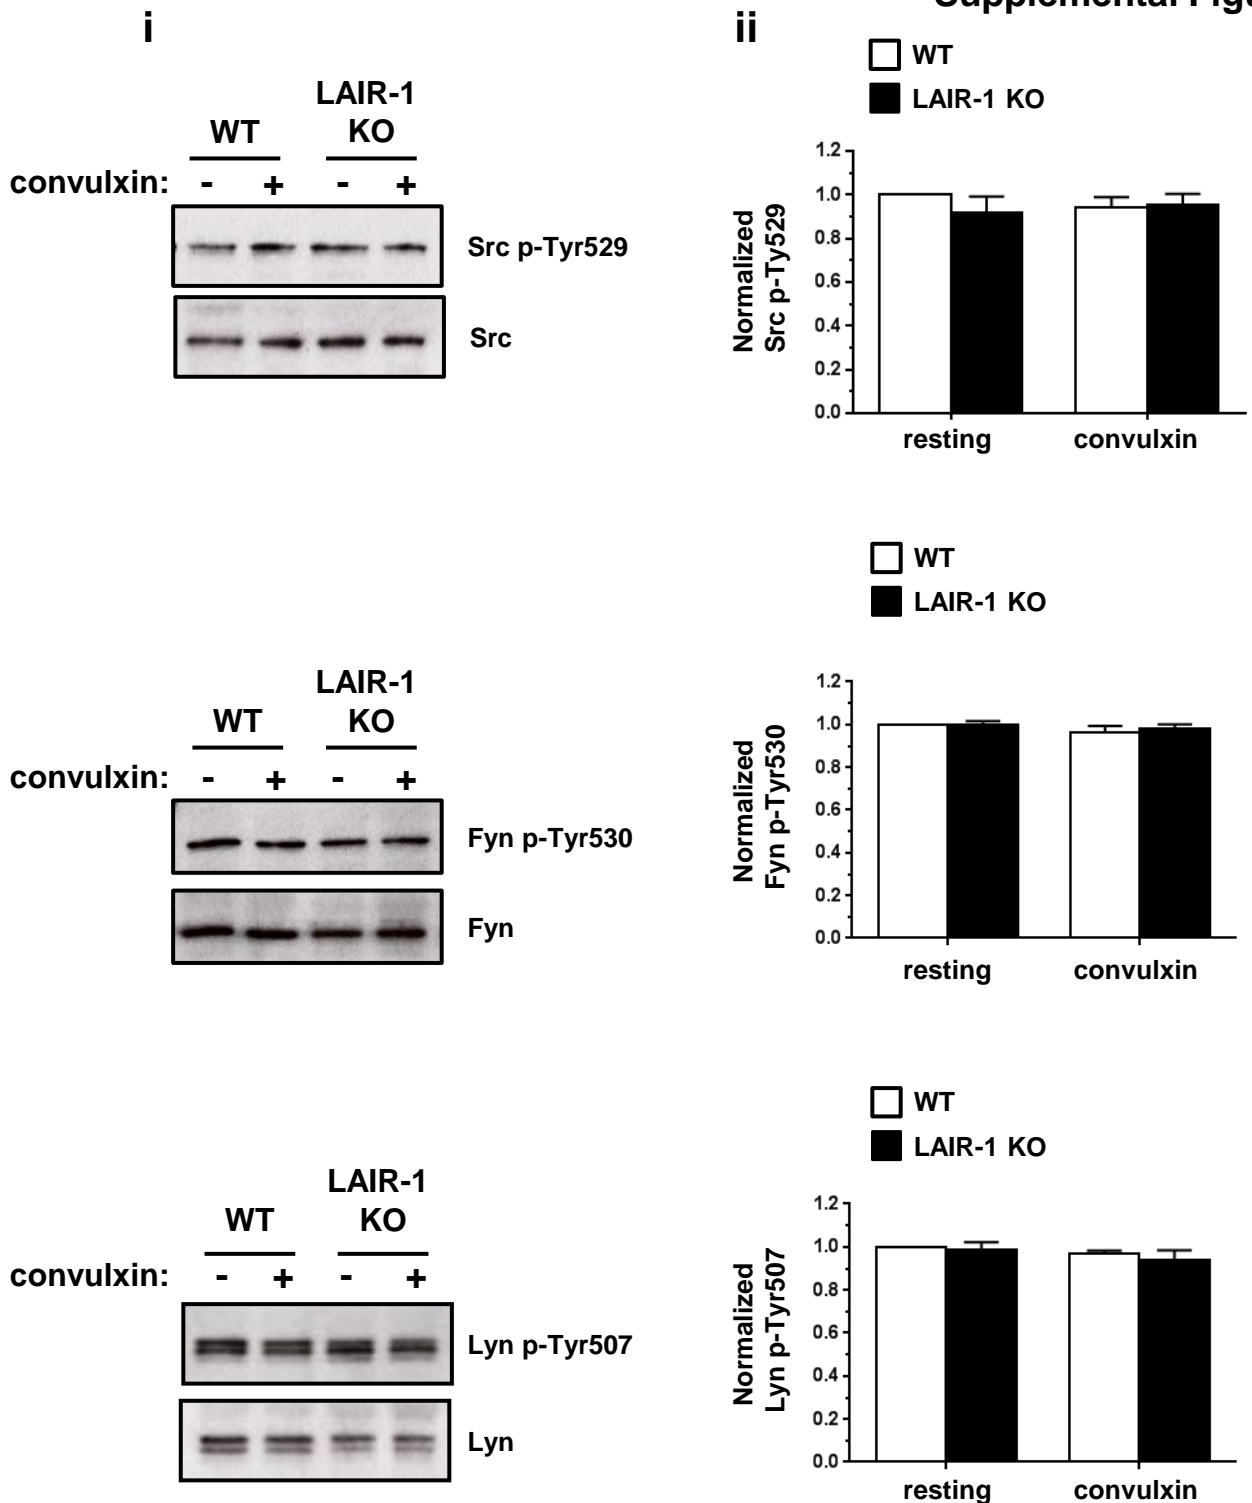 Supplemental
i
ii
LAIR-1
WT KO
convulxin: - + - +
Src p-Tyr529
Src
WT
LAIR-1 KO
Normalized
Src p-Ty529
1.2
1.0
0.8
0.6
0.4
0.2
0.0
resting convulxin
LAIR-1
WT KO
convulxin: - + - +
Fyn p-Tyr530
Fyn
WT
LAIR-1 KO
Normalized
Fyn p-Tyr530
1.2
1.0
0.8
0.6
0.4
0.2
0.0
resting convulxin
LAIR-1
WT KO
convulxin: - + - +
Lyn p-Tyr507
Lyn
WT
LAIR-1 KO
Normalized
Lyn p-Tyr507
1.2
1.0
0.8
0.6
0.4
0.2
0.0
resting convulxin